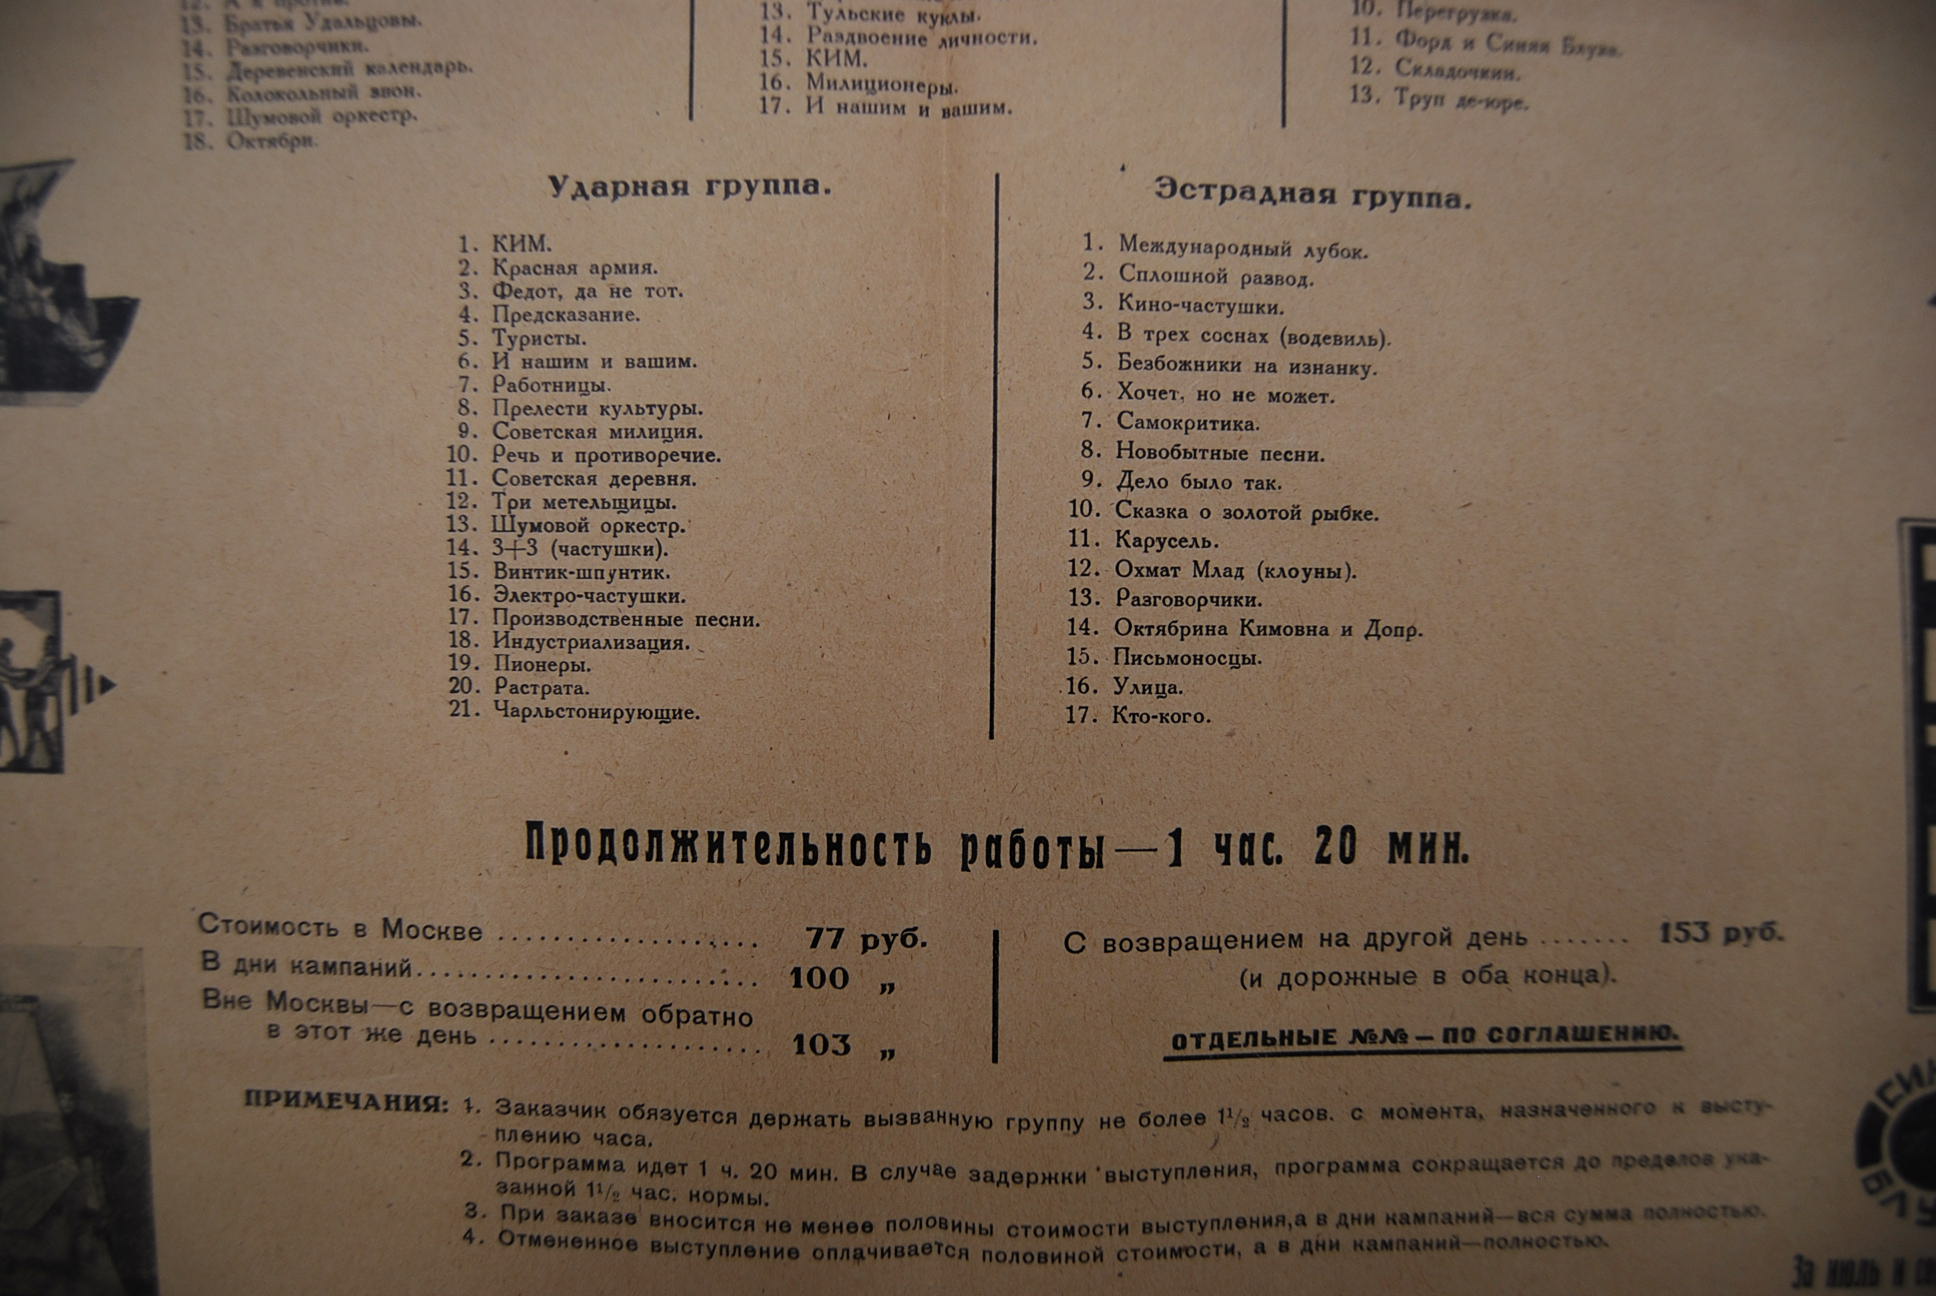 13. Братья Удальцовы.
14. Разговорчики.
15. Деревенский календарь.
16. Колокольный звон.
17. Шумовой оркестр.
18. Октябри.
13. Тульские куклы.
14. Раздвоение личности.
15. КИМ.
16. Милиционеры.
17. И нашим и вашим.
10. Перегрузка.
11. Форд и Синяя Блуза.
12. Складочкин.
13. Труп де-юре.
Ударная группа.
1. КИМ.
2. Красная армия.
3. Федот, да не тот.
4. Предсказание.
5. Туристы.
6. И нашим и вашим.
7. Работницы.
8. Прелести культуры.
9. Советская милиция.
10. Речь и противоречие.
11. Советская деревня.
12. Три метельщицы.
13. Шумовой оркестр.
14. 3+3 (частушки).
15. Винтик-шпунтик.
16. Электро-частушки.
17. Производственные песни.
18. Индустриализация.
19. Пионеры.
20. Растрата.
21. Чарльстонирующие.
Эстрадная группа.
1. Международный лубок.
2. Сплошной развод.
3. Кино-частушки.
4. В трех соснах (водевиль).
5. Безбожники на изнанку.
6. Хочет, но не может.
7. Самокритика.
8. Новобытные песни.
9. Дело было так.
10. Сказка о золотой рыбке.
11. Карусель.
12. Охмат Млад (клоуны).
13. Разговорчики.
14. Октябрина Кимовна и Допр.
15. Письмоносцы.
16. Улица.
17. Кто-кого.
Продолжительность работы—1 час. 20 мин.
Стоимость в Москве ................... 77 руб.
В дни кампаний......................... 100 „
Вне Москвы—с возвращением обратно
в этот же день .................... 103 „
С возвращением на другой день ....... 153 руб.
(и дорожные в оба конца).
ОТДЕЛЬНЫЕ №№ – ПО СОГЛАШЕНИЮ.
ПРИМЕЧАНИЯ: 1. Заказчик обязуется держать вызванную группу не более 1½ часов. с момента, назначенного к высту-
плению часа.
2. Программа идет 1 ч. 20 мин. В случае задержки выступления, программа сокращается до пределов ука-
занной 1½ час. нормы.
3. При заказе вносится не менее половины стоимости выступления, а в дни кампаний—вся сумма полностью.
4. Отмененное выступление оплачивается половиной стоимости, а в дни кампаний—полностью.
За июль и